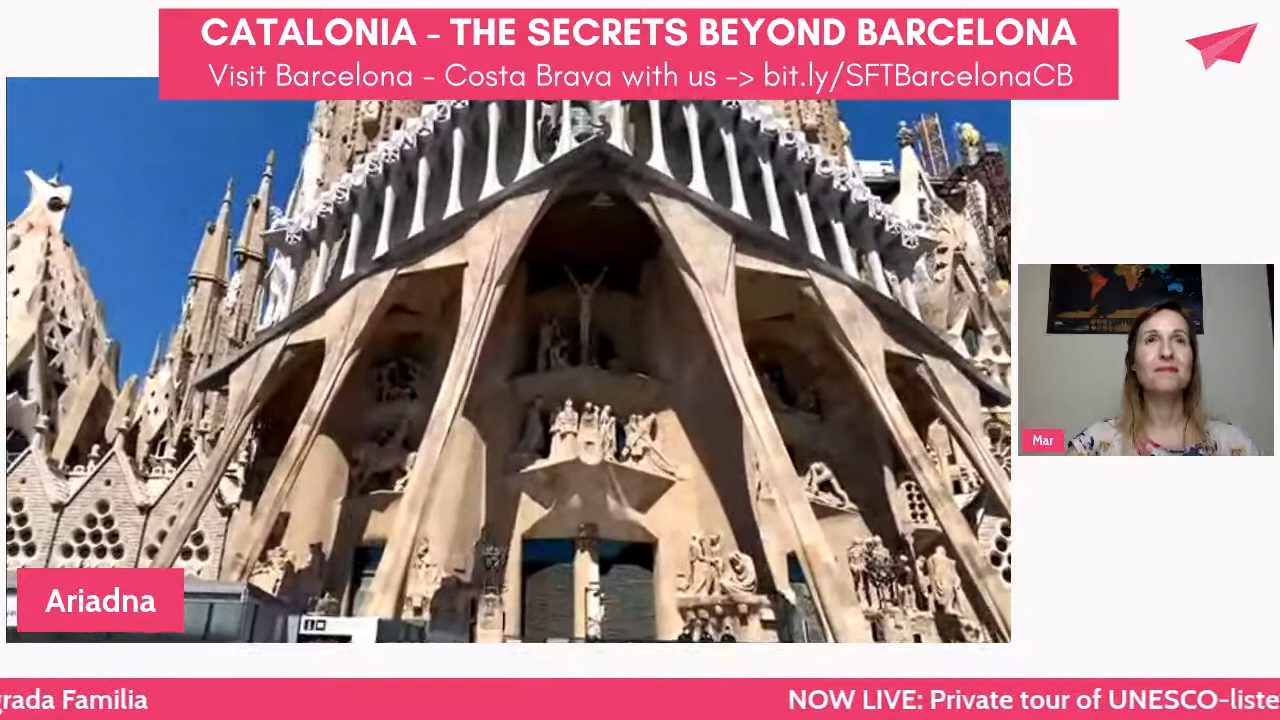 CATALONIA - THE SECRETS BEYOND BARCELONA
Visit Barcelona - Costa Brava with us -> bit.ly/SFTBarcelonaCB
Mar
Ariadna
grada Familia
NOW LIVE: Private tour of UNESCO-liste